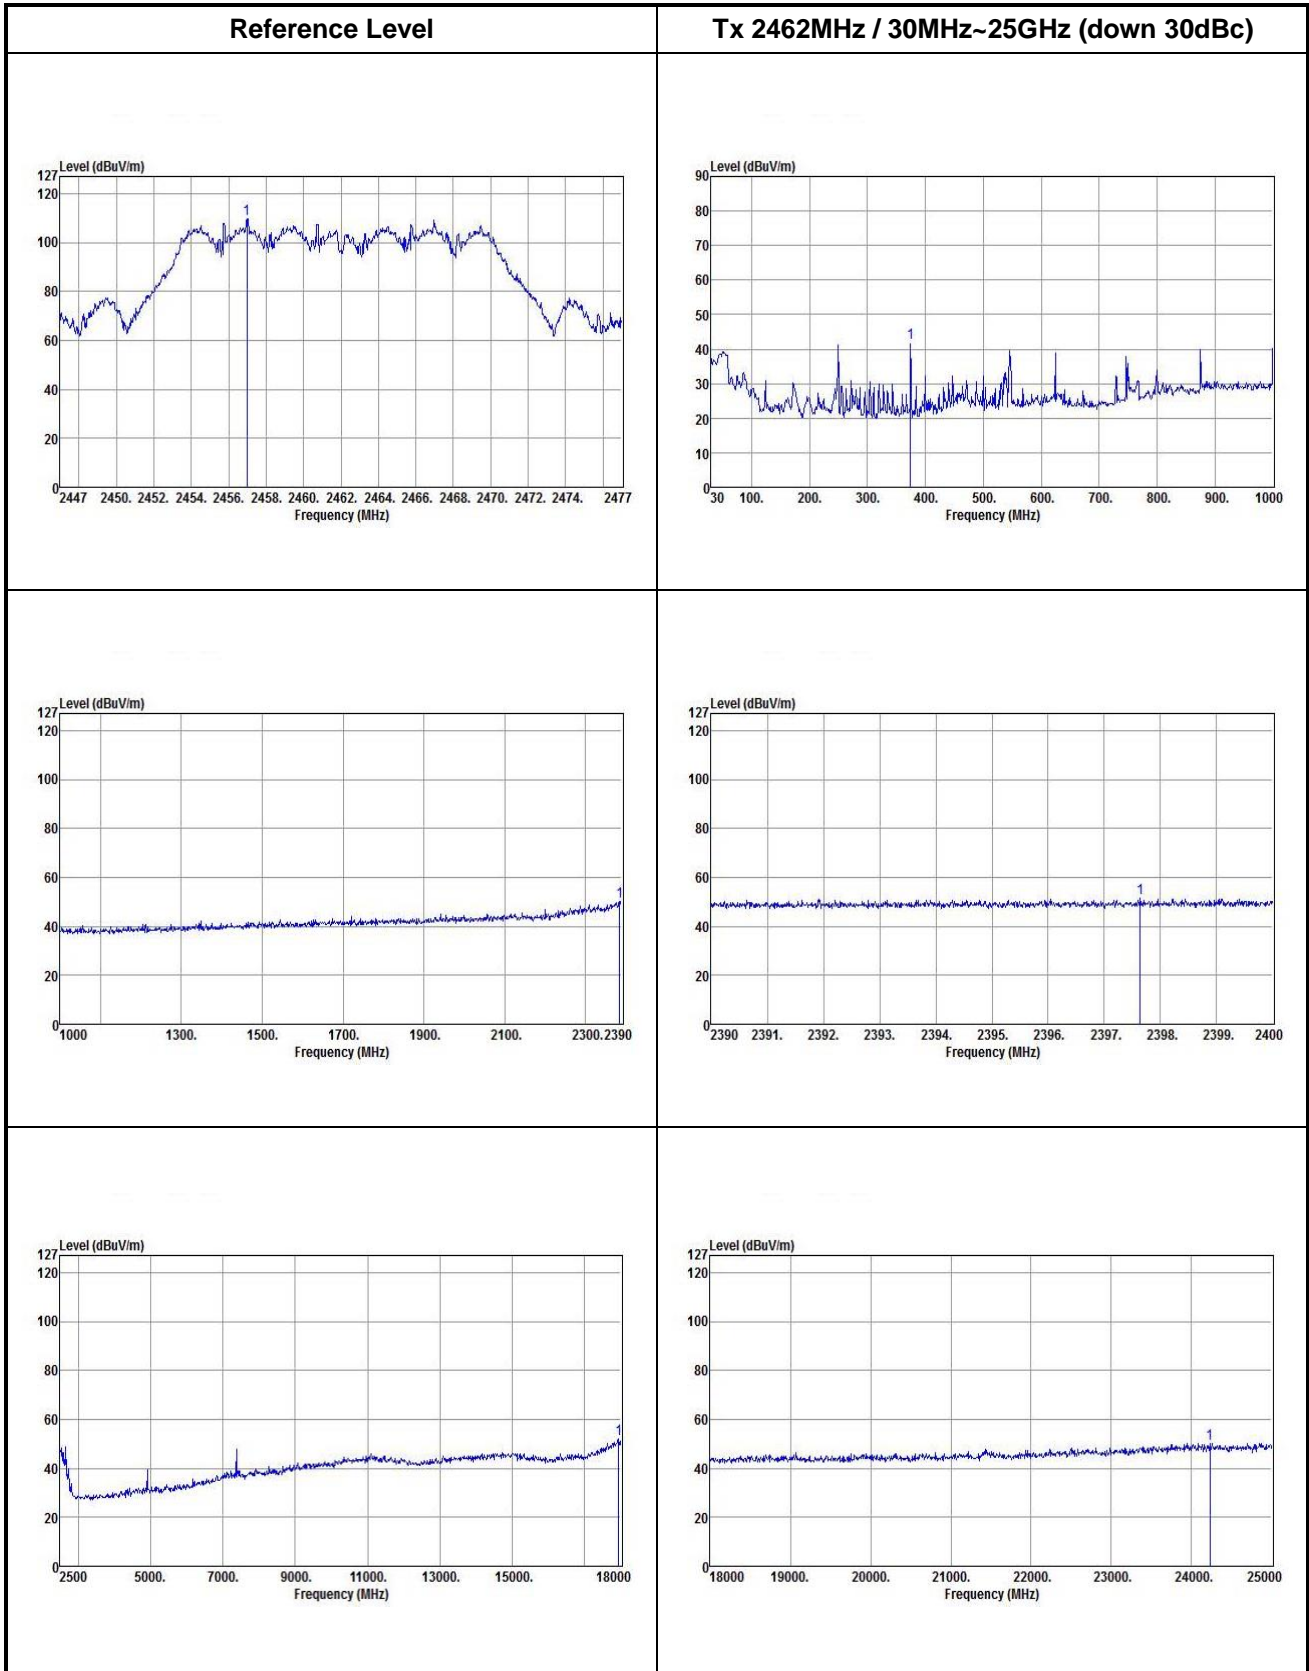 Reference Level
Tx 2462MHz / 30MHz~25GHz (down 30dBc)
Level (dBuV/m)
127
120
100
80
60
40
20
0
1
2447 2450. 2452. 2454. 2456. 2458. 2460. 2462. 2464. 2466. 2468. 2470. 2472. 2474. 2477
Frequency (MHz)
Level (dBuV/m)
90
80
70
60
50
40
30
20
10
0
1
30 100. 200. 300. 400. 500. 600. 700. 800. 900. 1000
Frequency (MHz)
Level (dBuV/m)
127
120
100
80
60
40
20
0
1
1000 1300. 1500. 1700. 1900. 2100. 2300. 2390
Frequency (MHz)
Level (dBuV/m)
127
120
100
80
60
40
20
0
1
2390 2391. 2392. 2393. 2394. 2395. 2396. 2397. 2398. 2399. 2400
Frequency (MHz)
Level (dBuV/m)
127
120
100
80
60
40
20
0
1
2500 5000. 7000. 9000. 11000. 13000. 15000. 18000
Frequency (MHz)
Level (dBuV/m)
127
120
100
80
60
40
20
0
1
18000 19000. 20000. 21000. 22000. 23000. 24000. 25000
Frequency (MHz)